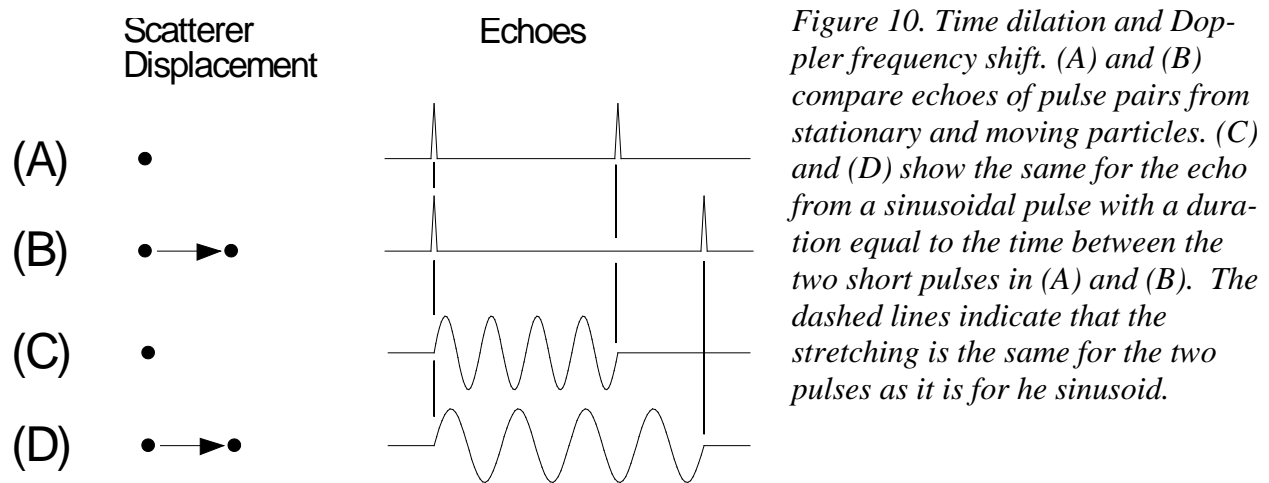 Scatterer
Displacement
Echoes
(A)
(B)
(C)
(D)
Figure 10. Time dilation and Dop-
pler frequency shift. (A) and (B)
compare echoes of pulse pairs from
stationary and moving particles. (C)
and (D) show the same for the echo
from a sinusoidal pulse with a dura-
tion equal to the time between the
two short pulses in (A) and (B).  The
dashed lines indicate that the
stretching is the same for the two
pulses as it is for he sinusoid.